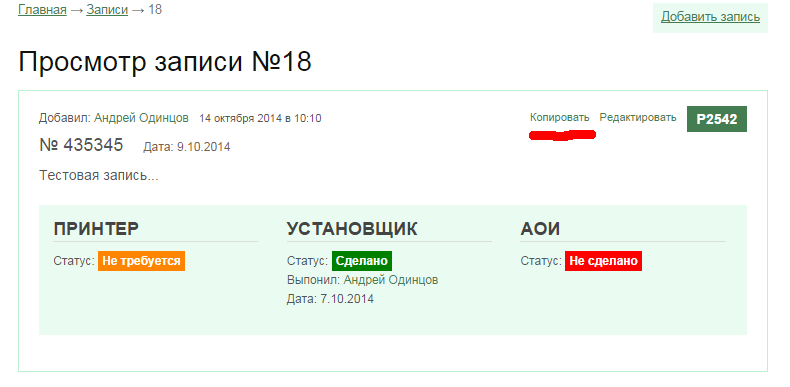 Главная → Записи → 18
Добавить запись
Просмотр записи №18
Добавил: Андрей Одинцов 14 октября 2014 в 10:10
Копировать Редактировать P2542
№ 435345 Дата: 9.10.2014
Тестовая запись...
ПРИНТЕР
Статус: Не требуется
УСТАНОВЩИК
Статус: Сделано
Выпонил: Андрей Одинцов
Дата: 7.10.2014
АОИ
Статус: Не сделано